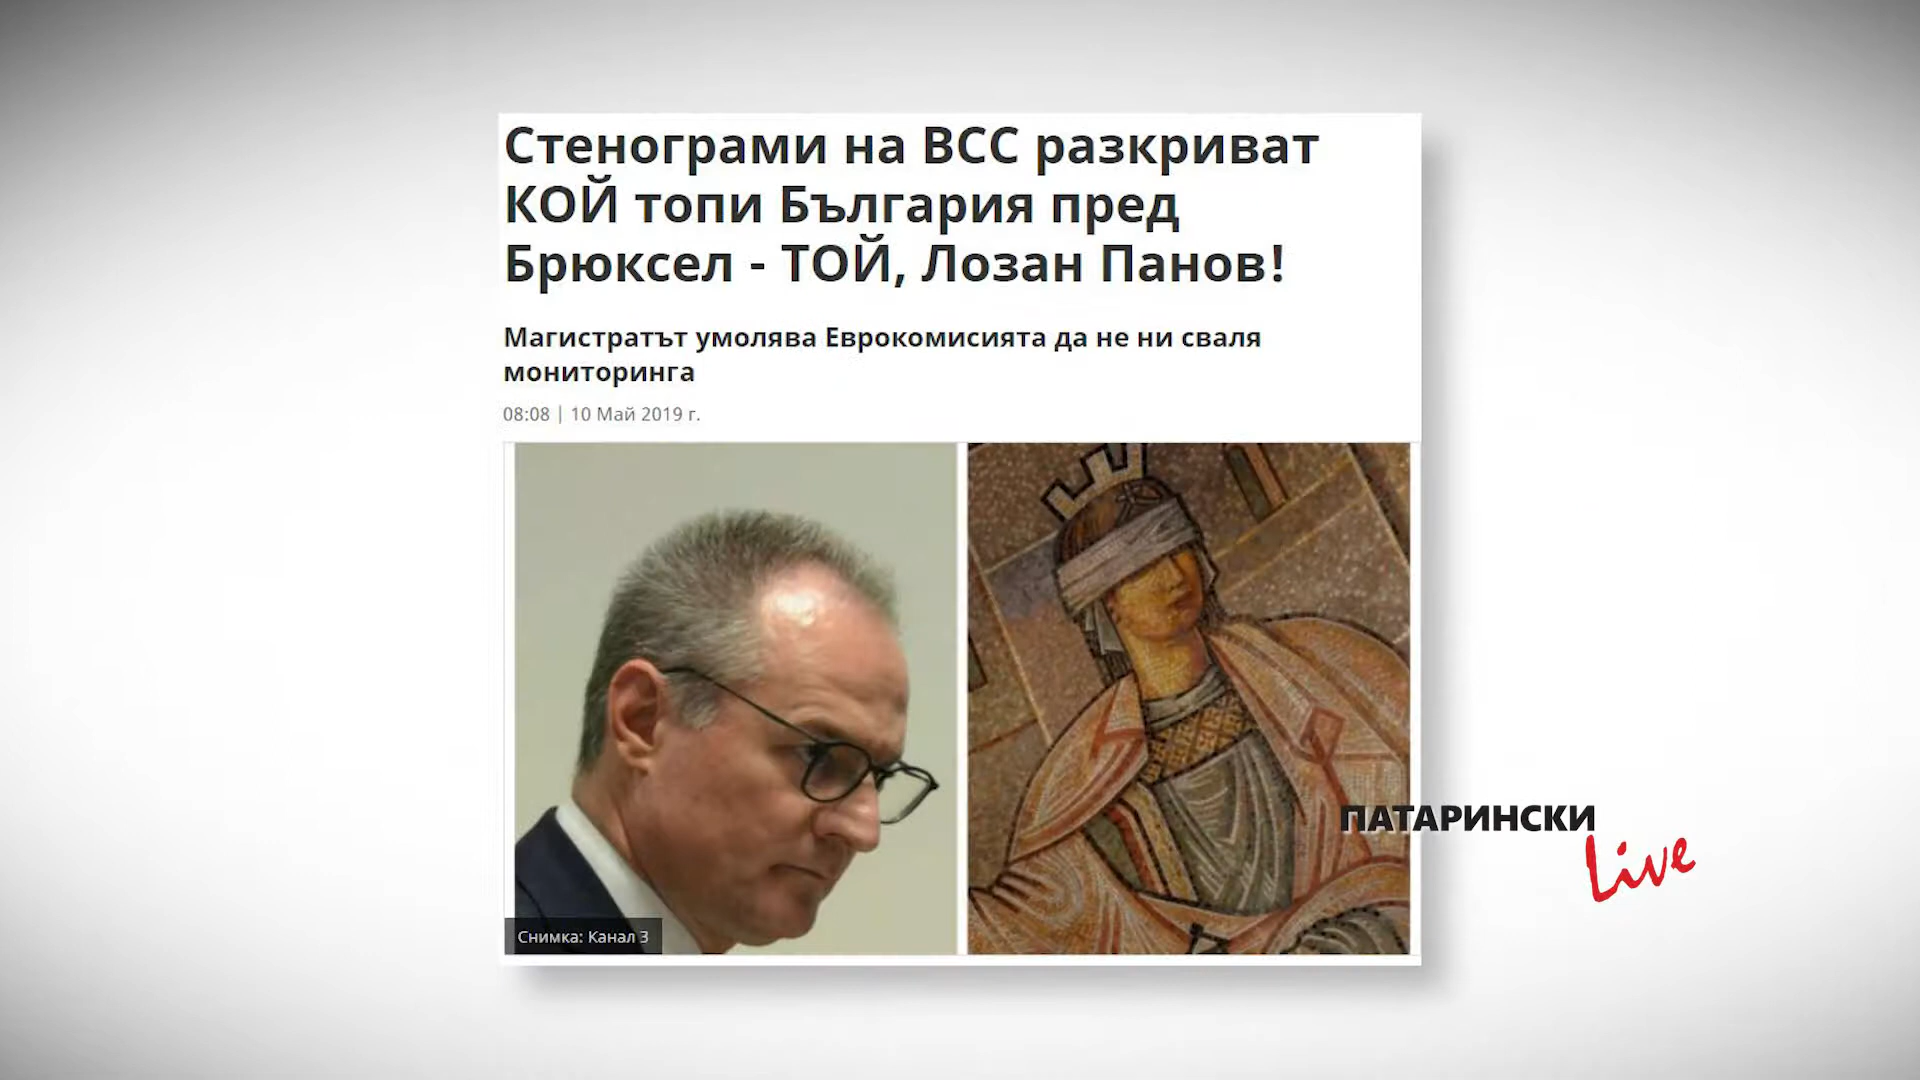 Стенограми на ВСС разкриват
КОЙ топи България пред
Брюксел - ТОЙ, Лозан Панов!
Магистратът умолява Еврокомисията да не ни сваля
мониторинга
08:08 | 10 Май 2019 г.
Снимка: Канал 3
ПАТАРИНСКИ
Live